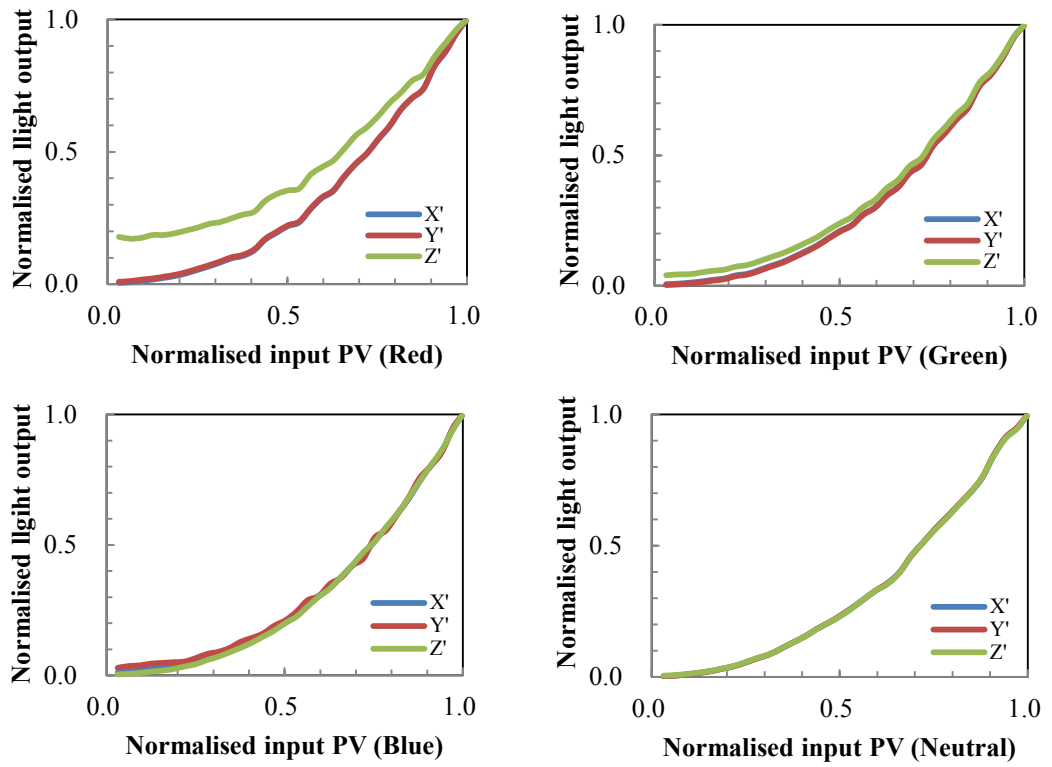 1.0
0.5
0.0
Normalised llight output
X'
Y'
Z'
0.0 0.5 1.0
Normalised input PV (Red)
1.0
0.5
0.0
Normalised light output
X'
Y'
Z'
0.0 0.5 1.0
Normalised input PV (Green)
1.0
0.5
0.0
Normalised llgiht output
X'
Y'
Z'
0.0 0.5 1.0
Normalised input PV (Blue)
1.0
0.5
0.0
Normalised light output
X'
Y'
Z'
0.0 0.5 1.0
Normalised input PV (Neutral)